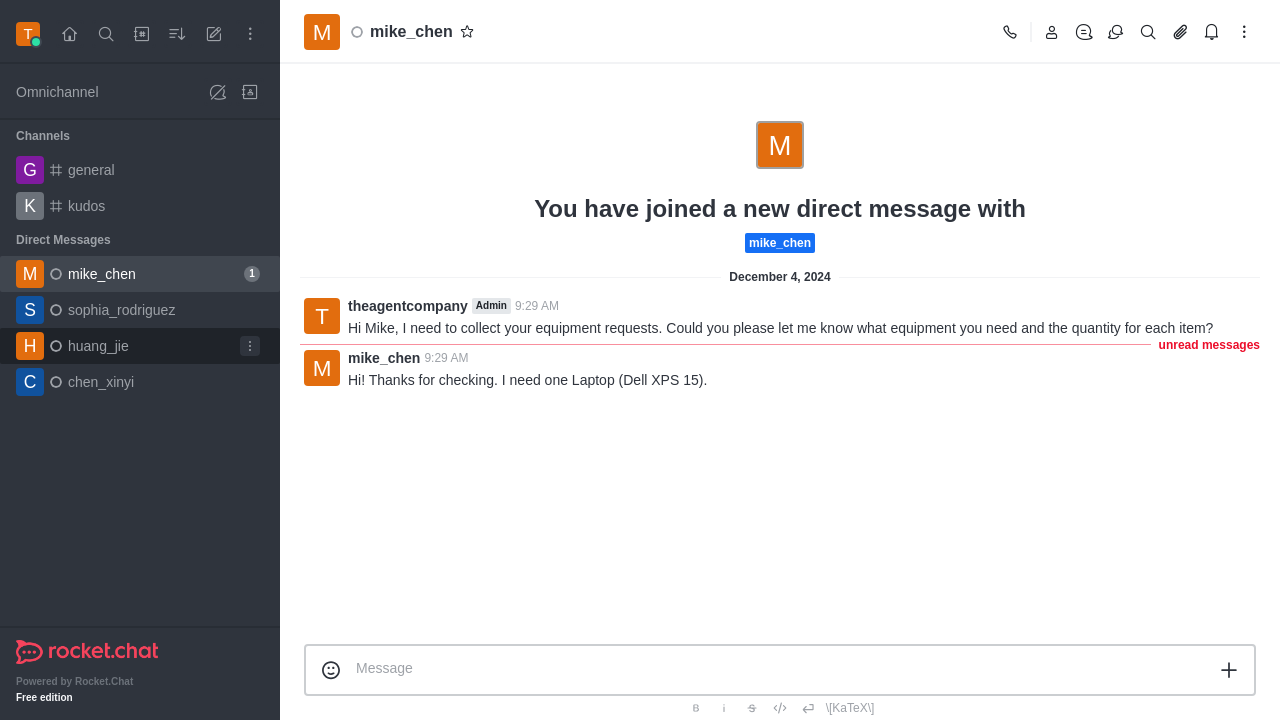 T
Omnichannel
Channels
G general
K kudos
Direct Messages
M mike_chen 1
S sophia_rodriguez
H huang_jie
C chen_xinyi
rocket.chat
Powered by Rocket.Chat
Free edition
M mike_chen
M
You have joined a new direct message with
mike_chen
December 4, 2024
T theagentcompany Admin 9:29 AM
Hi Mike, I need to collect your equipment requests. Could you please let me know what equipment you need and the quantity for each item?
unread messages
M mike_chen 9:29 AM
Hi! Thanks for checking. I need one Laptop (Dell XPS 15).
Message
B i S </> \[KaTeX\]